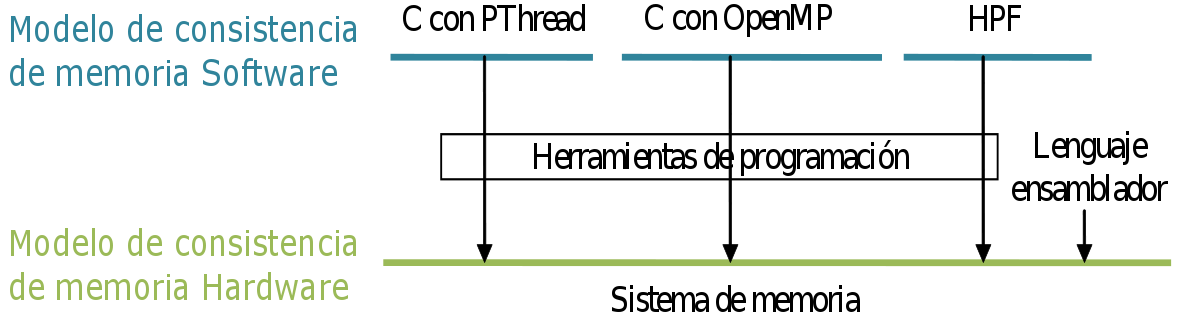 Modelo de consistencia
de memoria Software
C con PThread
C con OpenMP
HPF
Herramientas de programación
Lenguaje
ensamblador
Modelo de consistencia
de memoria Hardware
Sistema de memoria